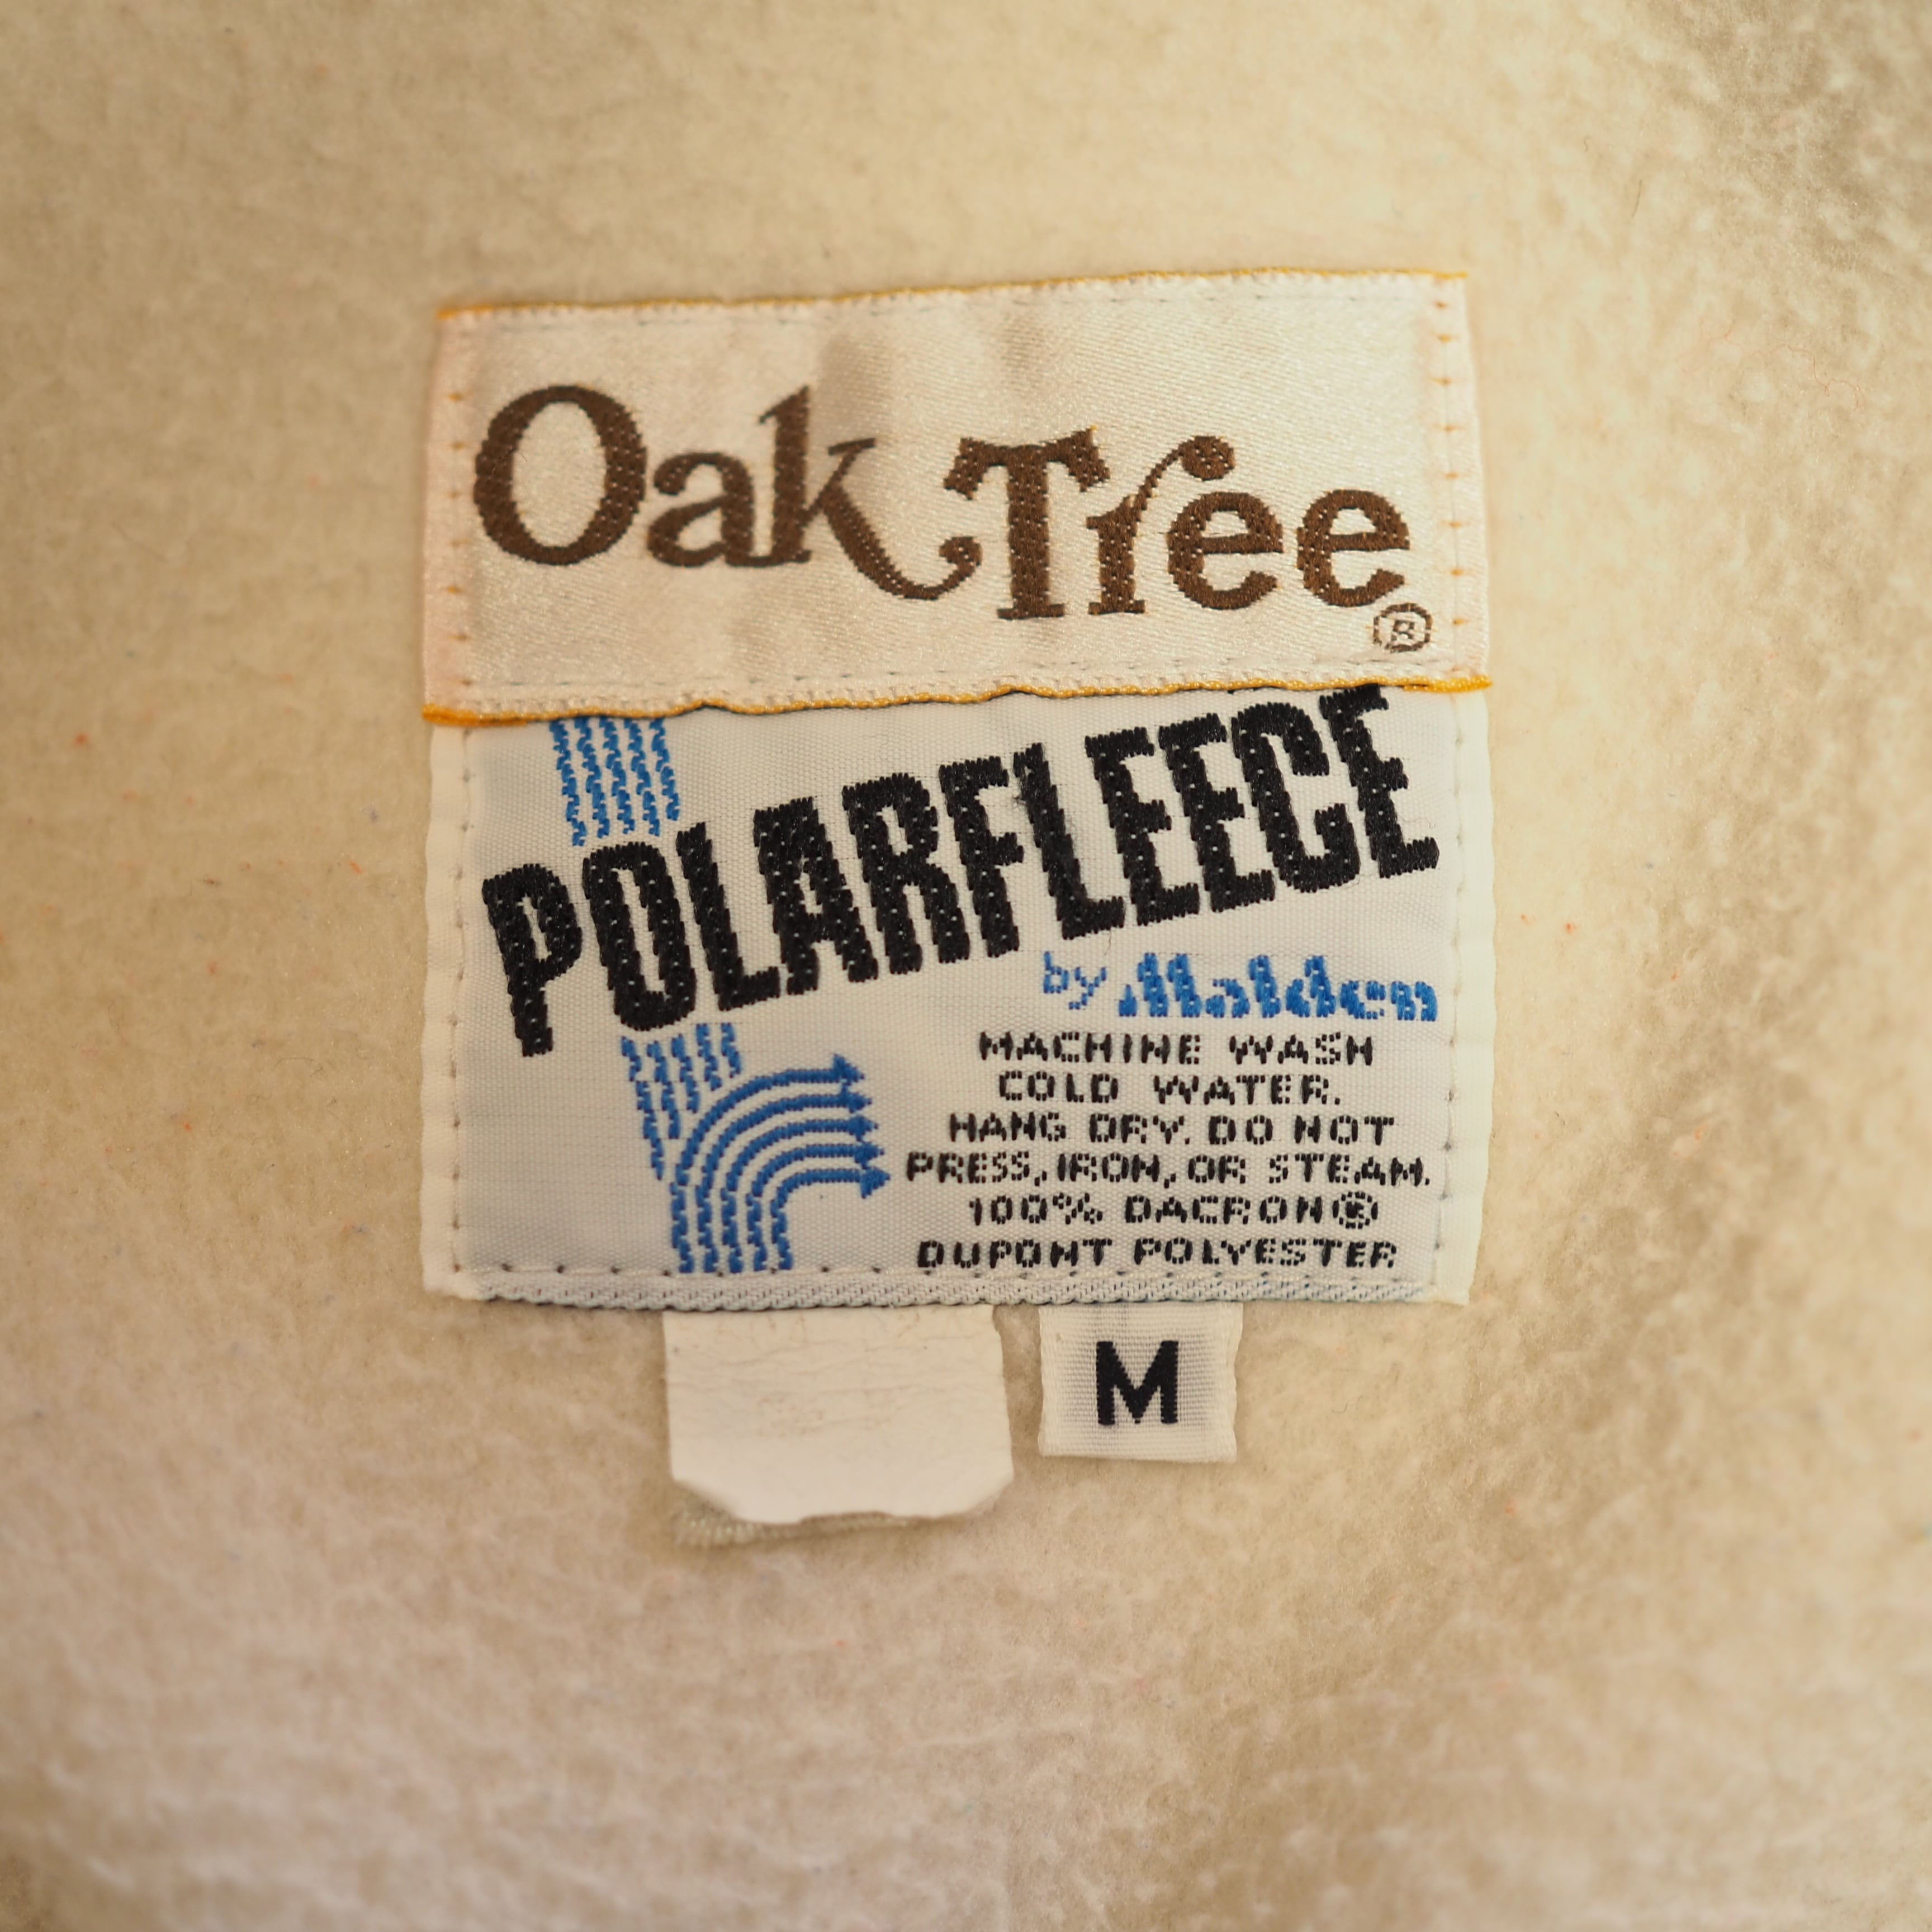 Oak Tree®
POLARFLEECE
by Malden
MACHINE WASH
COLD WATER.
HANG DRY. DO NOT
PRESS, IRON, OR STEAM.
100% DACRON®
DUPONT POLYESTER
M